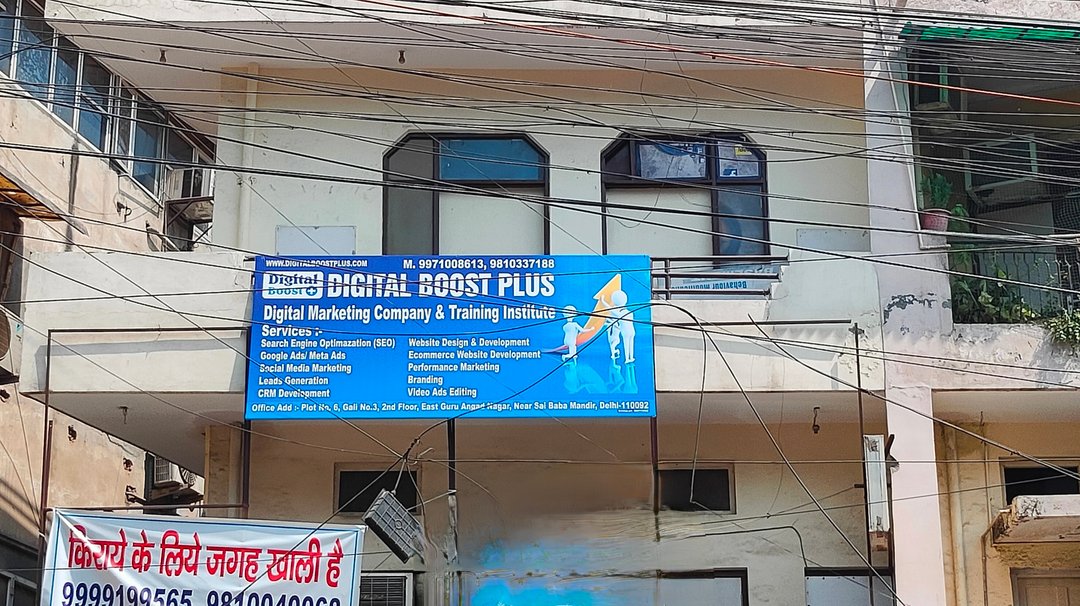 WWW.DIGITALBOOSTPLUS.COM M. 9971008613, 9810337188
Digital Boost + DIGITAL BOOST PLUS
Digital Marketing Company & Training Institute
Services :-
Search Engine Optimazation (SEO) Website Design & Development
Google Ads/ Meta Ads Ecommerce Website Development
Social Media Marketing Performance Marketing
Leads Generation Branding
CRM Development Video Ads Editing
Office Add :- Plot No. 6, Gali No.3, 2nd Floor, East Guru Angad Nagar, Near Sai Baba Mandir, Delhi-110092
Behaviour
किराये के लिये जगह खाली है
9999199565, 9810040060